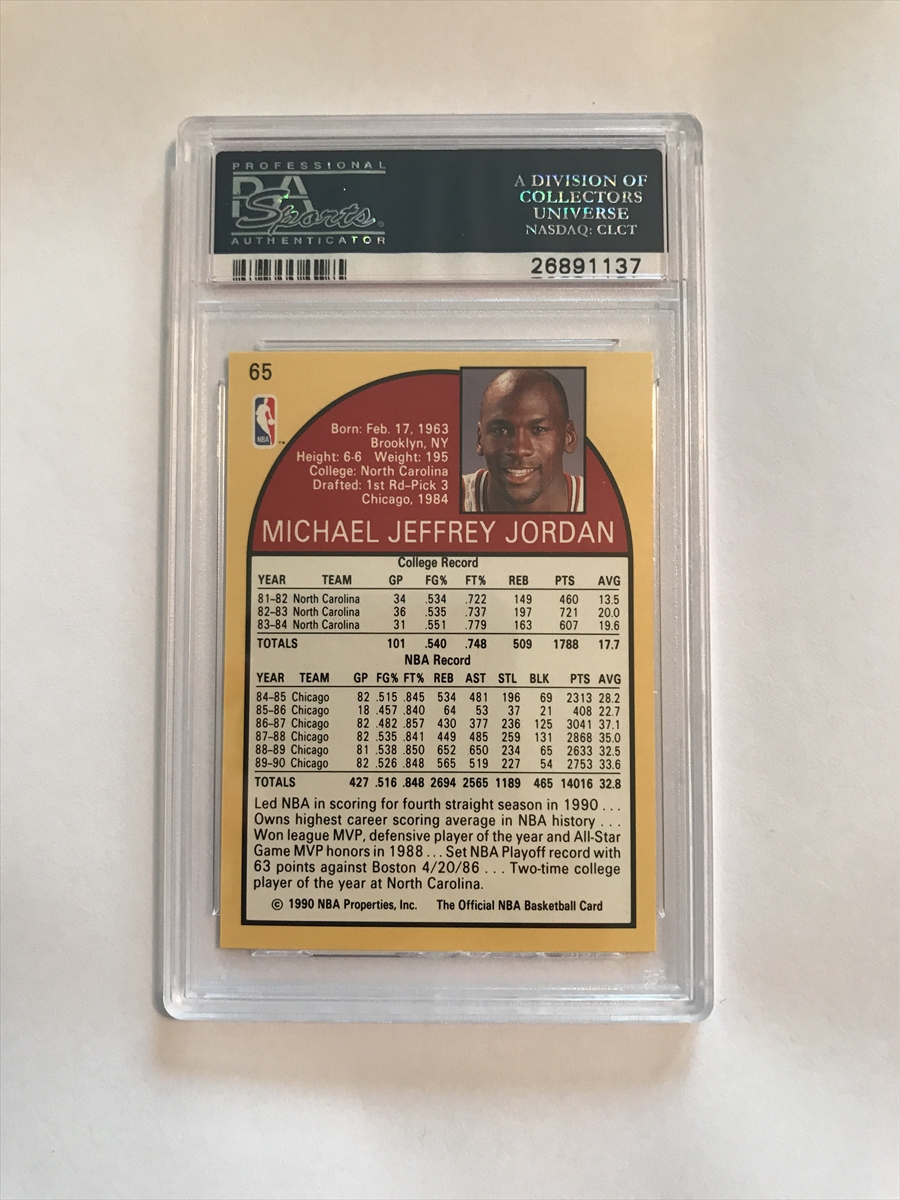 PROFESSIONAL
PSA
Sports
AUTHENTICATOR
A DIVISION OF
COLLECTORS
UNIVERSE
NASDAQ: CLCT
26891137
65
NBA
Born: Feb. 17, 1963
Brooklyn, NY
Height: 6-6 Weight: 195
College: North Carolina
Drafted: 1st Rd–Pick 3
Chicago, 1984
MICHAEL JEFFREY JORDAN
College Record
YEAR TEAM GP FG% FT% REB PTS AVG
81–82 North Carolina 34 .534 .722 149 460 13.5
82–83 North Carolina 36 .535 .737 197 721 20.0
83–84 North Carolina 31 .551 .779 163 607 19.6
TOTALS 101 .540 .748 509 1788 17.7
NBA Record
YEAR TEAM GP FG% FT% REB AST STL BLK PTS AVG
84–85 Chicago 82 .515 .845 534 481 196 69 2313 28.2
85–86 Chicago 18 .457 .840 64 53 37 21 408 22.7
86–87 Chicago 82 .482 .857 430 377 236 125 3041 37.1
87–88 Chicago 82 .535 .841 449 485 259 131 2868 35.0
88–89 Chicago 81 .538 .850 652 650 234 65 2633 32.5
89–90 Chicago 82 .526 .848 565 519 227 54 2753 33.6
TOTALS 427 .516 .848 2694 2565 1189 465 14016 32.8
Led NBA in scoring for fourth straight season in 1990 . . .
Owns highest career scoring average in NBA history . . .
Won league MVP, defensive player of the year and All-Star
Game MVP honors in 1988 . . . Set NBA Playoff record with
63 points against Boston 4/20/86 . . . Two-time college
player of the year at North Carolina.
© 1990 NBA Properties, Inc. The Official NBA Basketball Card